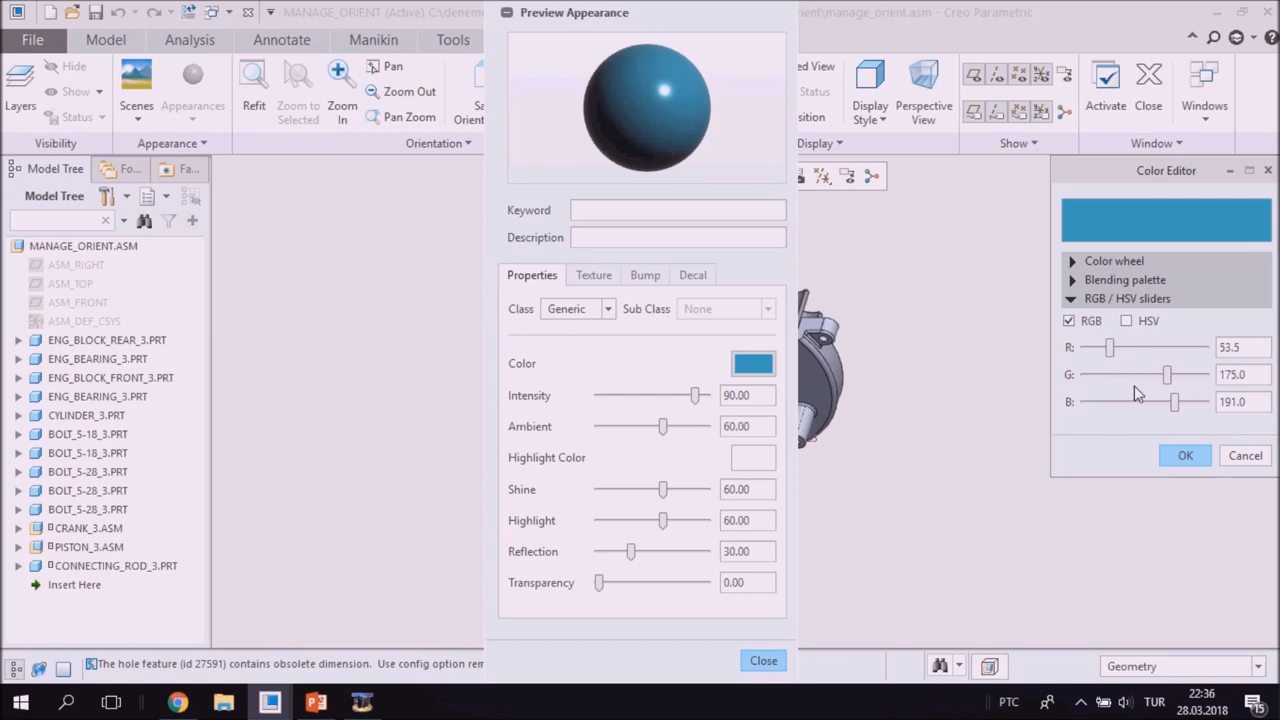 MANAGE_ORIENT (Active) C:\deneme
orient\manage_orient.asm - Creo Parametric
File
Model
Analysis
Annotate
Manikin
Tools
Layers
Hide
Show
Status
Visibility
Scenes
Appearances
Appearance
Refit
Zoom to
Selected
Zoom
In
Pan
Zoom Out
Pan Zoom
Orientation
Display
Style
Perspective
View
Display
Show
Activate
Close
Windows
Window
Model Tree
Fo...
Fa...
Model Tree
MANAGE_ORIENT.ASM
ASM_RIGHT
ASM_TOP
ASM_FRONT
ASM_DEF_CSYS
ENG_BLOCK_REAR_3.PRT
ENG_BEARING_3.PRT
ENG_BLOCK_FRONT_3.PRT
ENG_BEARING_3.PRT
CYLINDER_3.PRT
BOLT_5-18_3.PRT
BOLT_5-18_3.PRT
BOLT_5-28_3.PRT
BOLT_5-28_3.PRT
BOLT_5-28_3.PRT
CRANK_3.ASM
PISTON_3.ASM
CONNECTING_ROD_3.PRT
Insert Here
Preview Appearance
Keyword
Description
Properties
Texture
Bump
Decal
Class
Generic
Sub Class
None
Color
Intensity
90.00
Ambient
60.00
Highlight Color
Shine
60.00
Highlight
60.00
Reflection
30.00
Transparency
0.00
Close
Color Editor
Color wheel
Blending palette
RGB / HSV sliders
RGB
HSV
R:
53.5
G:
175.0
B:
191.0
OK
Cancel
The hole feature (id 27591) contains obsolete dimension. Use config option rem
Geometry
PTC
TUR
22:36
28.03.2018
15